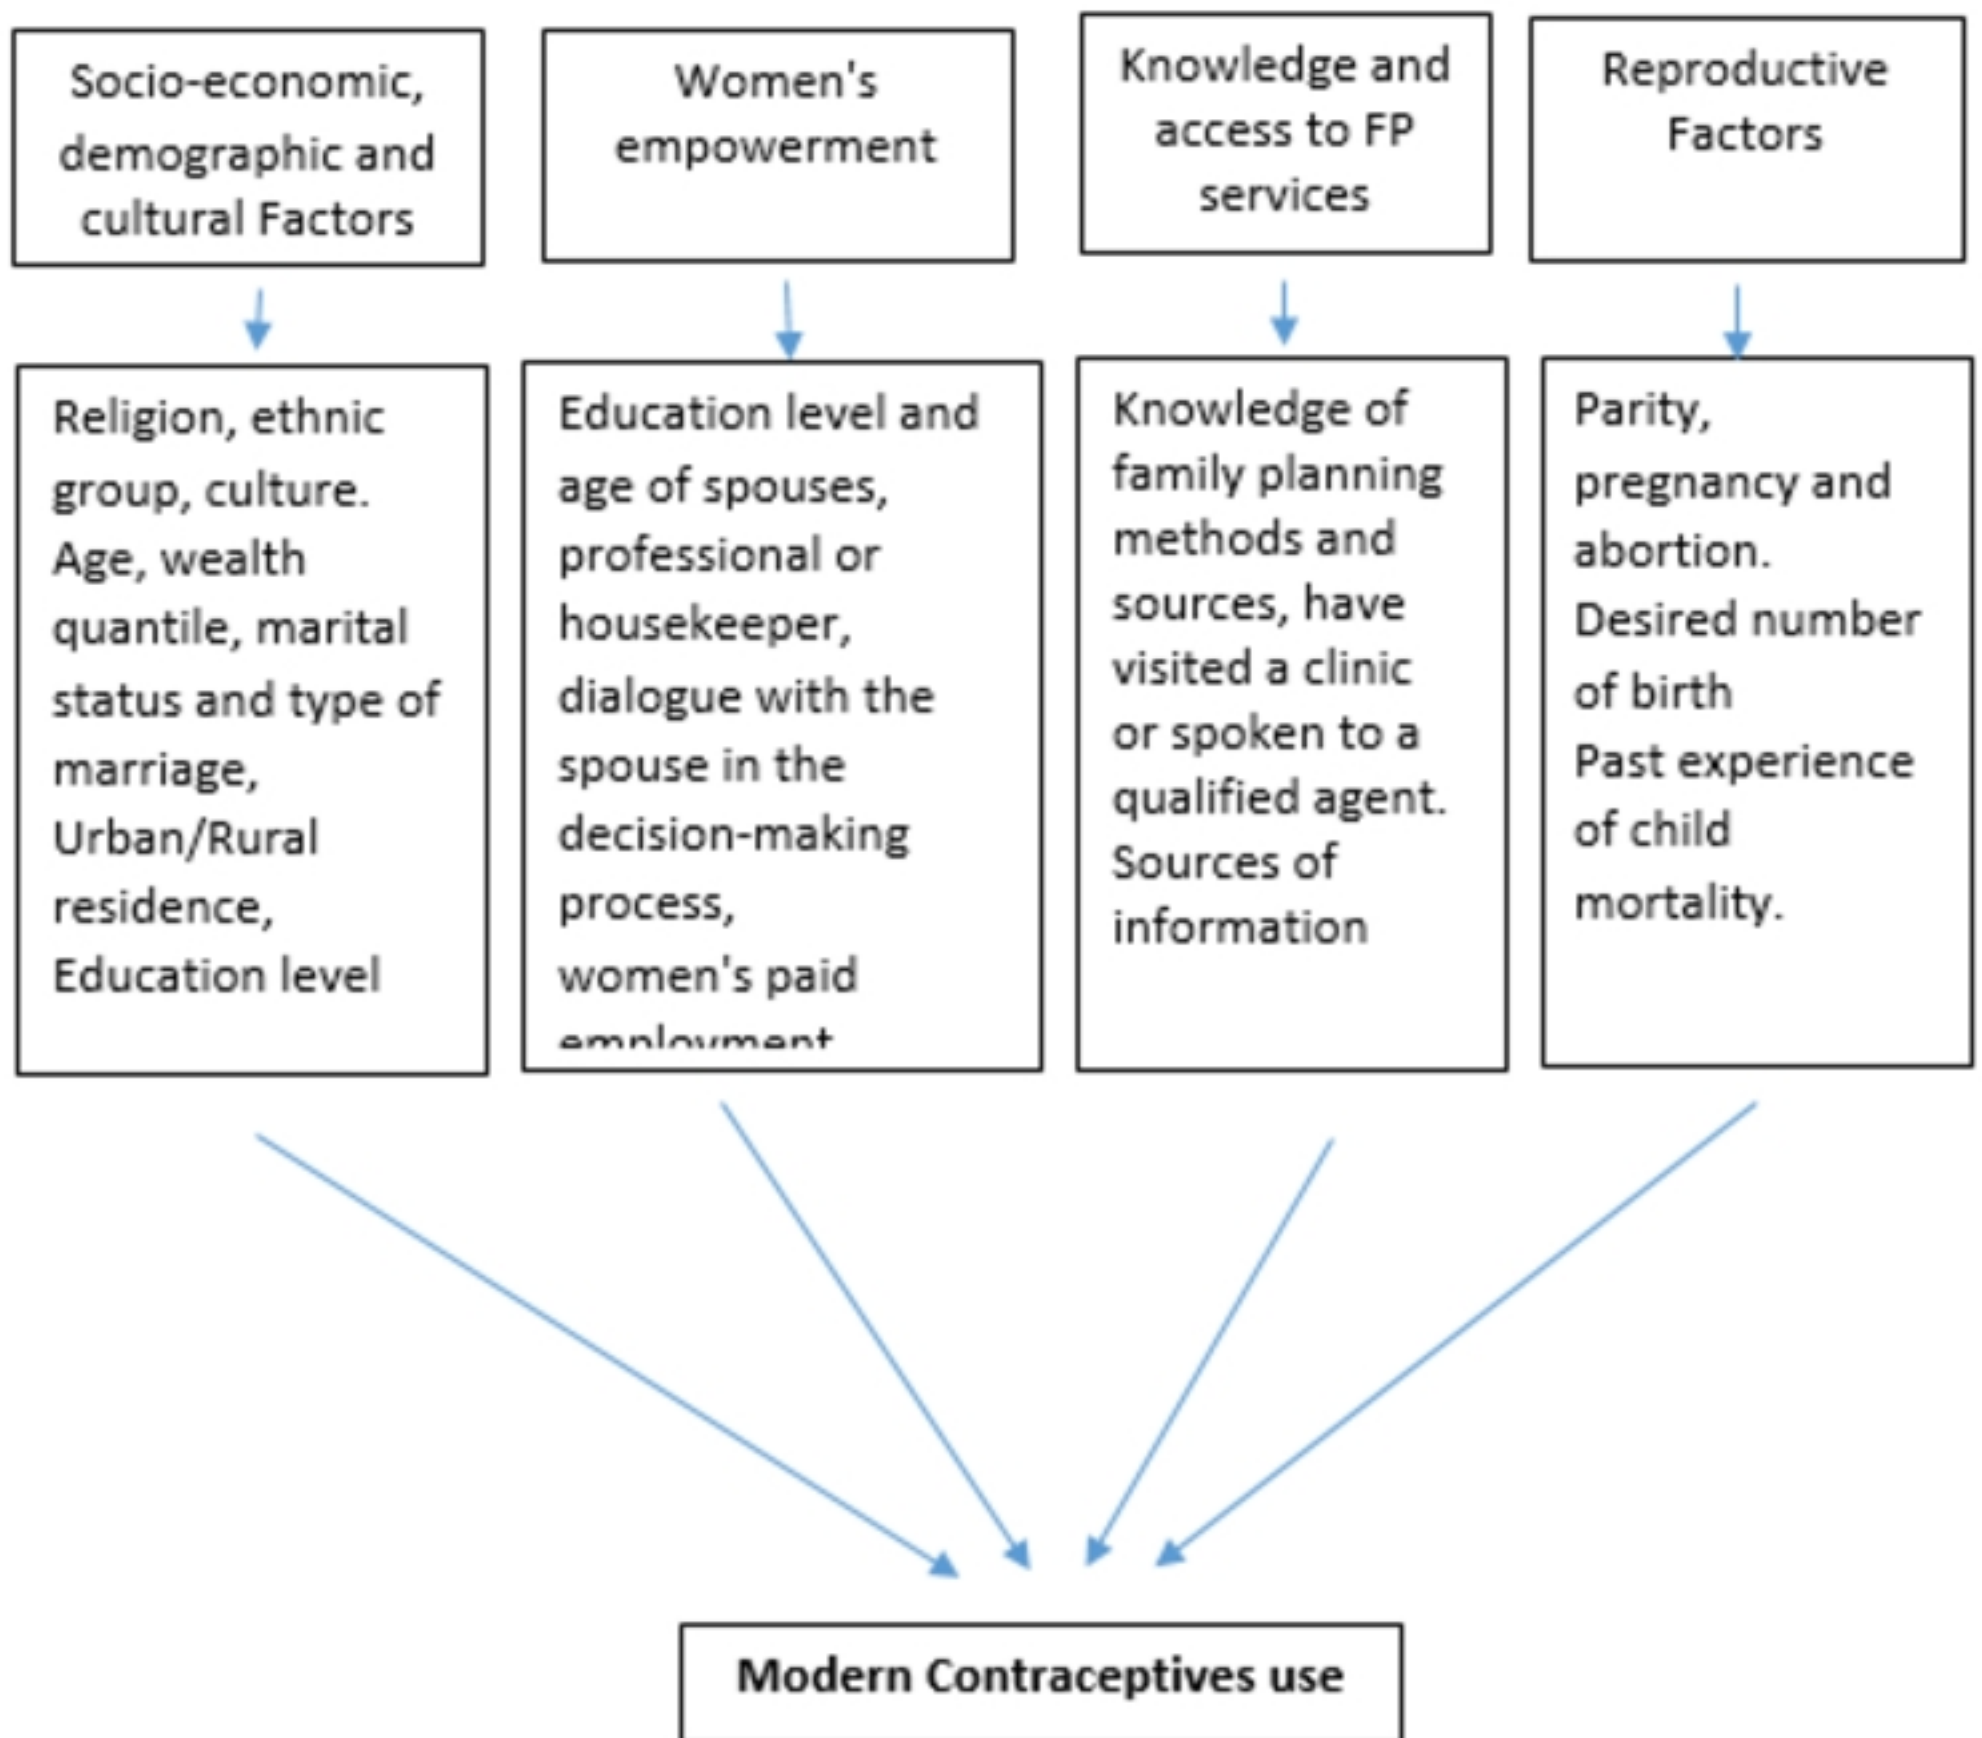 Socio-economic,
demographic and
cultural Factors
Women's
empowerment
Knowledge and
access to FP
services
Reproductive
Factors
Religion, ethnic
group, culture.
Age, wealth
quantile, marital
status and type of
marriage,
Urban/Rural
residence,
Education level
Education level and
age of spouses,
professional or
housekeeper,
dialogue with the
spouse in the
decision-making
process,
women's paid
employment
Knowledge of
family planning
methods and
sources, have
visited a clinic
or spoken to a
qualified agent.
Sources of
information
Parity,
pregnancy and
abortion.
Desired number
of birth
Past experience
of child
mortality.
Modern Contraceptives use